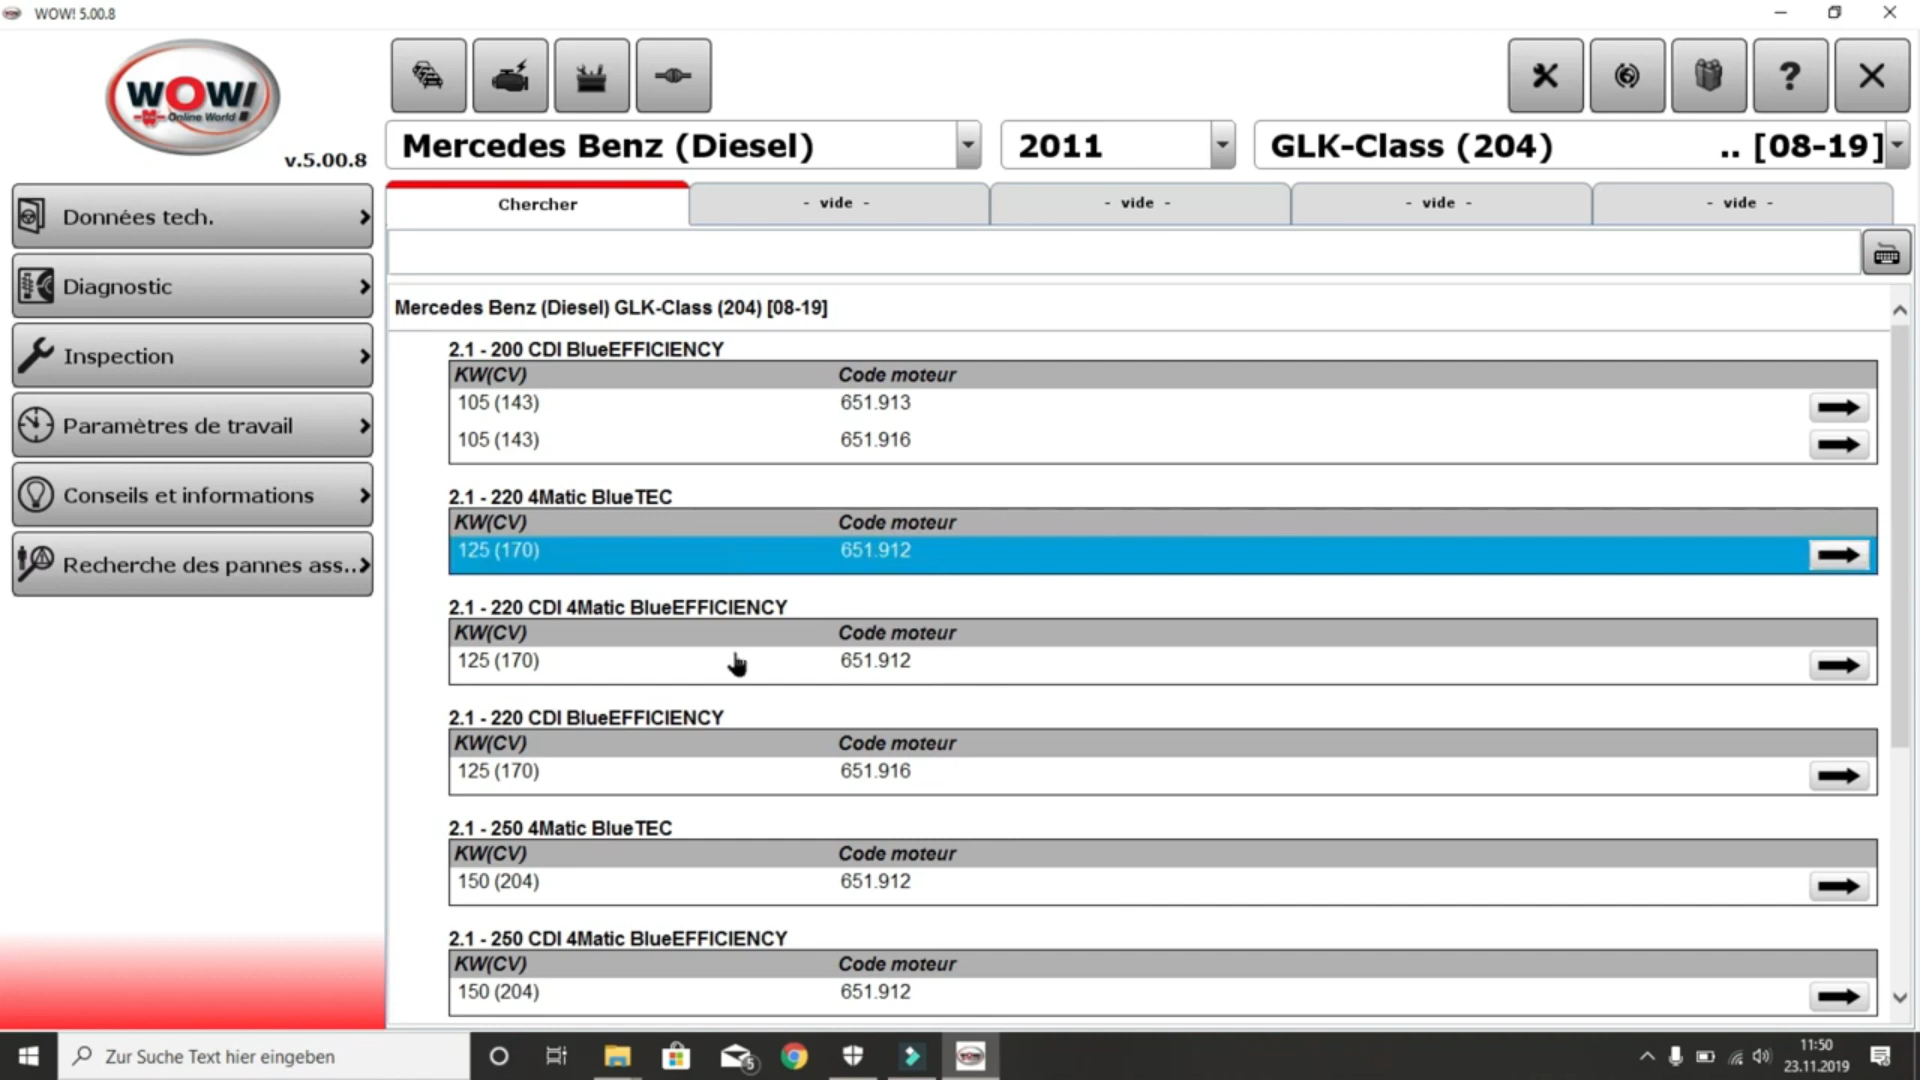 WOW! 5.00.8
WOW!
Online World
v.5.00.8
Mercedes Benz (Diesel)
2011
GLK-Class (204) .. [08-19]
Données tech.
Diagnostic
Inspection
Paramètres de travail
Conseils et informations
Recherche des pannes ass..
Chercher
- vide -
- vide -
- vide -
- vide -
Mercedes Benz (Diesel) GLK-Class (204) [08-19]
2.1 - 200 CDI BlueEFFICIENCY
KW(CV) Code moteur
105 (143) 651.913
105 (143) 651.916
2.1 - 220 4Matic BlueTEC
KW(CV) Code moteur
125 (170) 651.912
2.1 - 220 CDI 4Matic BlueEFFICIENCY
KW(CV) Code moteur
125 (170) 651.912
2.1 - 220 CDI BlueEFFICIENCY
KW(CV) Code moteur
125 (170) 651.916
2.1 - 250 4Matic BlueTEC
KW(CV) Code moteur
150 (204) 651.912
2.1 - 250 CDI 4Matic BlueEFFICIENCY
KW(CV) Code moteur
150 (204) 651.912
Zur Suche Text hier eingeben
5
11:50
23.11.2019